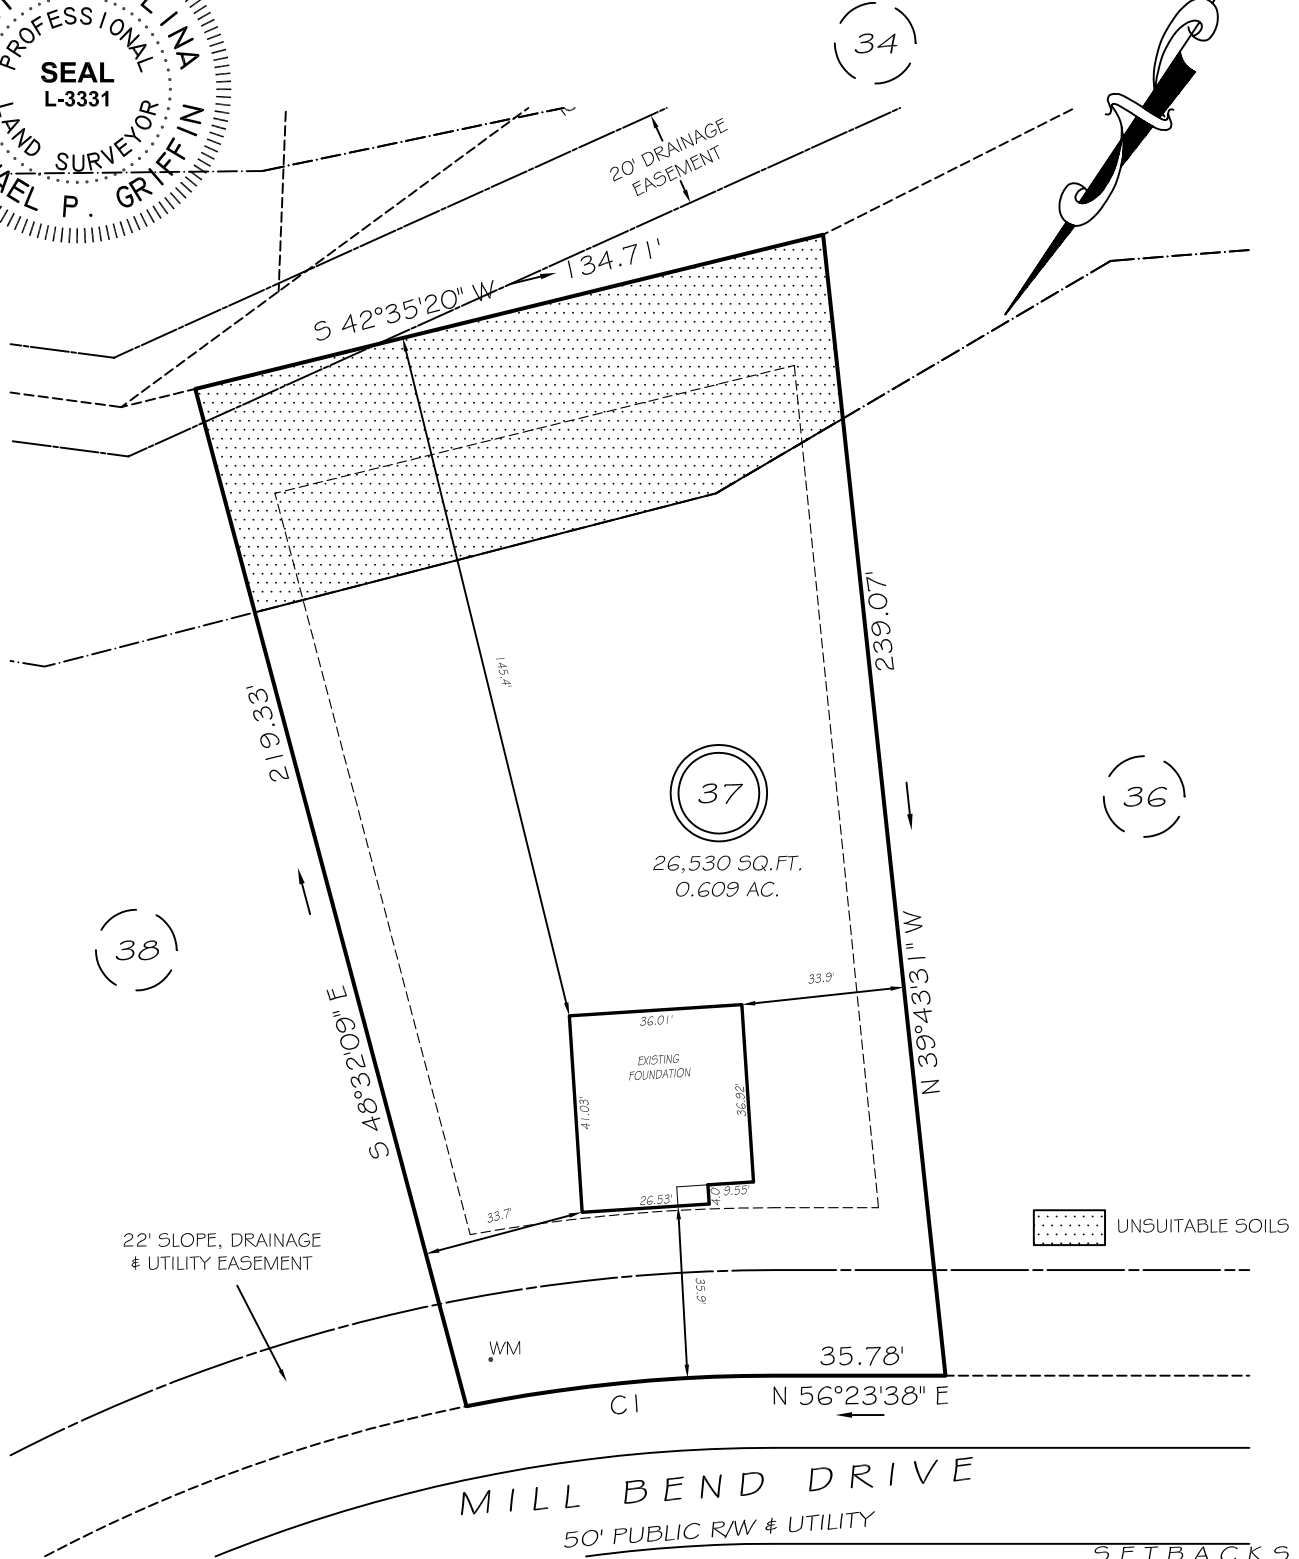 PROFESSIONAL
SEAL
L-3331
LAND SURVEYOR
P. GRIFFIN
34
20' DRAINAGE
EASEMENT
S 42°35'20" W
134.71'
239.07'
145.4'
219.33'
37
26,530 SQ.FT.
0.609 AC.
36
38
33.9'
N 39°43'31" W
S 48°32'09" E
36.01'
EXISTING
FOUNDATION
41.03'
36.92'
26.53'
4.0
9.55'
33.7'
22' SLOPE, DRAINAGE
& UTILITY EASEMENT
UNSUITABLE SOILS
35.9'
WM
35.78'
C1
N 56°23'38" E
MILL BEND DRIVE
50' PUBLIC R/W & UTILITY
SETBACKS